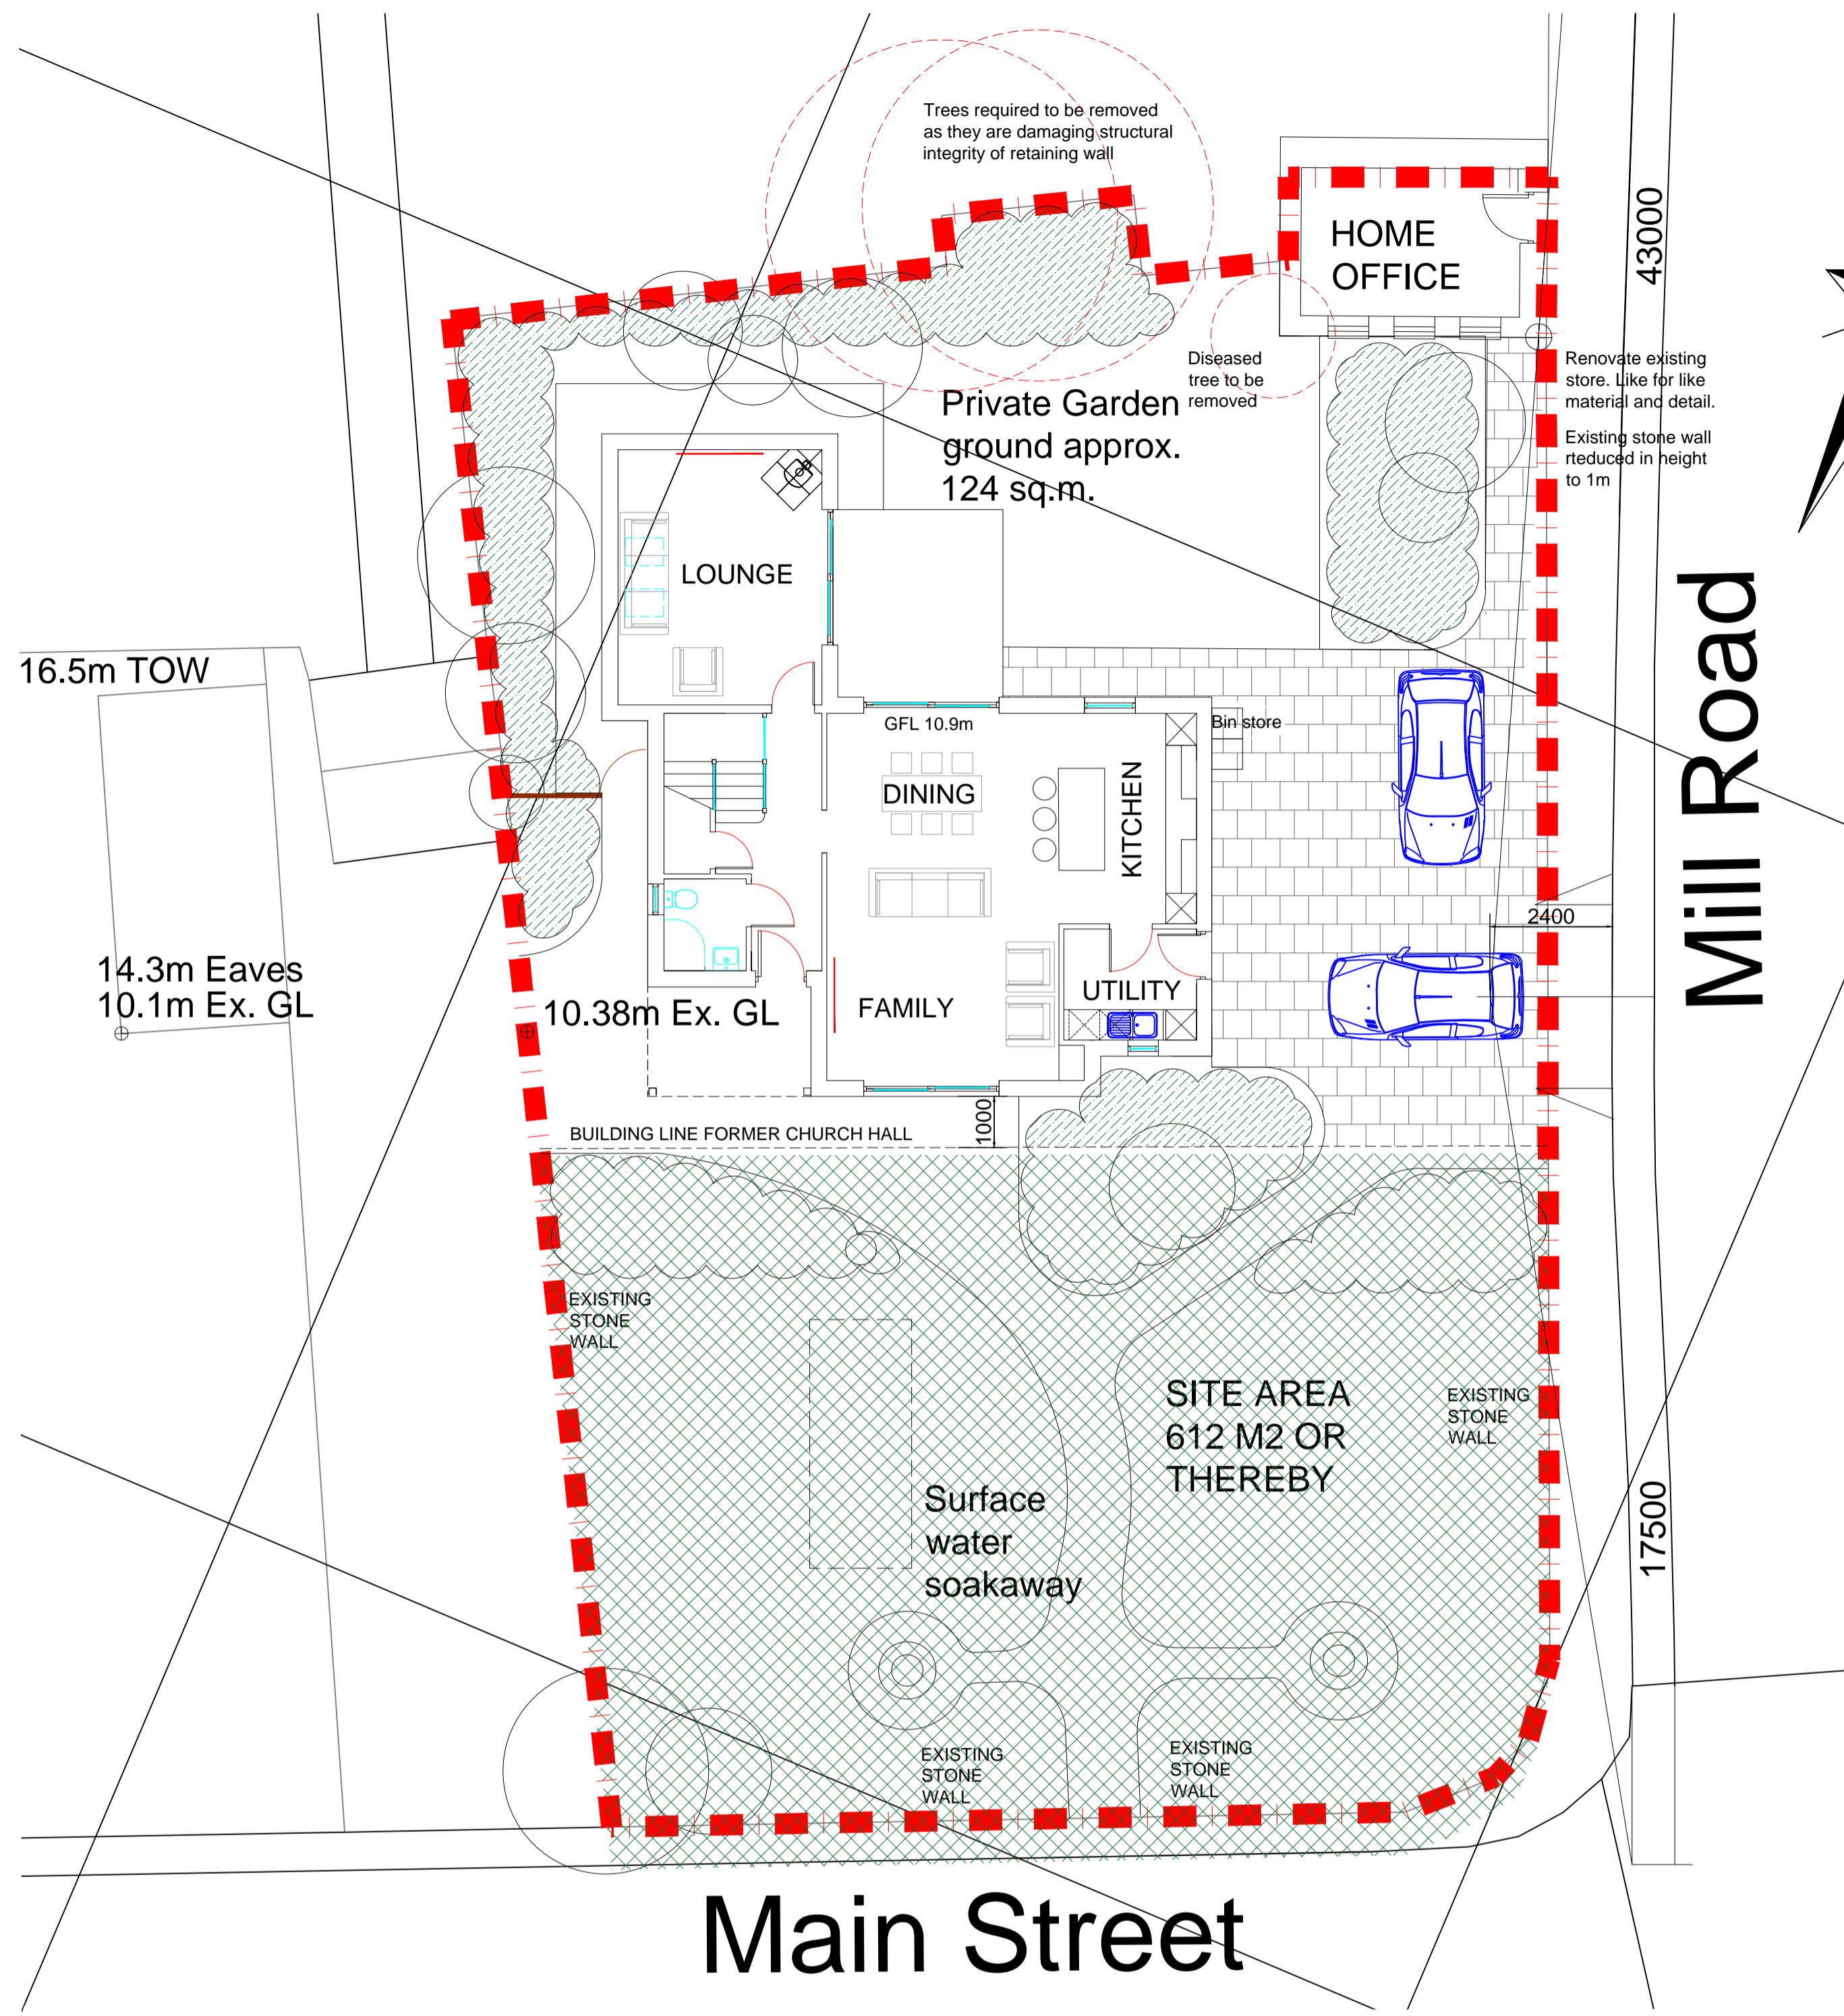 Trees required to be removed
as they are damaging structural
integrity of retaining wall
HOME
OFFICE
43000
Diseased
tree to be
removed
Renovate existing
store. Like for like
material and detail.
Existing stone wall
rteduced in height
to 1m
Private Garden
ground approx.
124 sq.m.
LOUNGE
16.5m TOW
Mill Road
GFL 10.9m
Bin store
DINING
KITCHEN
2400
14.3m Eaves
10.1m Ex. GL
10.38m Ex. GL
FAMILY
UTILITY
1000
BUILDING LINE FORMER CHURCH HALL
EXISTING
STONE
WALL
SITE AREA
612 M2 OR
THEREBY
EXISTING
STONE
WALL
Surface
water
soakaway
17500
EXISTING
STONE
WALL
EXISTING
STONE
WALL
Main Street